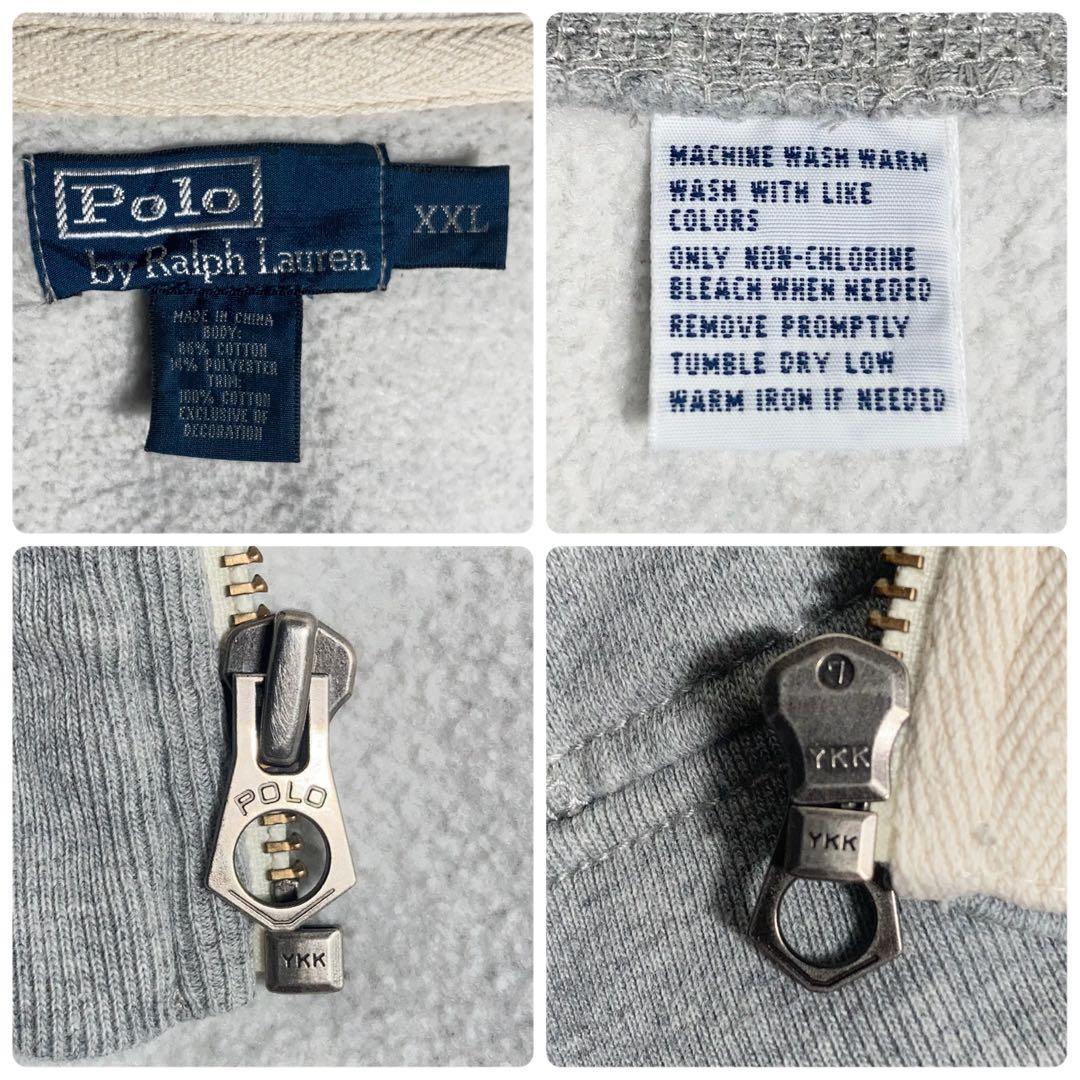 Polo
by Ralph Lauren
XXL
MADE IN CHINA
BODY:
86% COTTON
14% POLYESTER
TRIM:
100% COTTON
EXCLUSIVE OF
DECORATION
MACHINE WASH WARM
WASH WITH LIKE
COLORS
ONLY NON-CHLORINE
BLEACH WHEN NEEDED
REMOVE PROMPTLY
TUMBLE DRY LOW
WARM IRON IF NEEDED
POLO
YKK
7
YKK
YKK